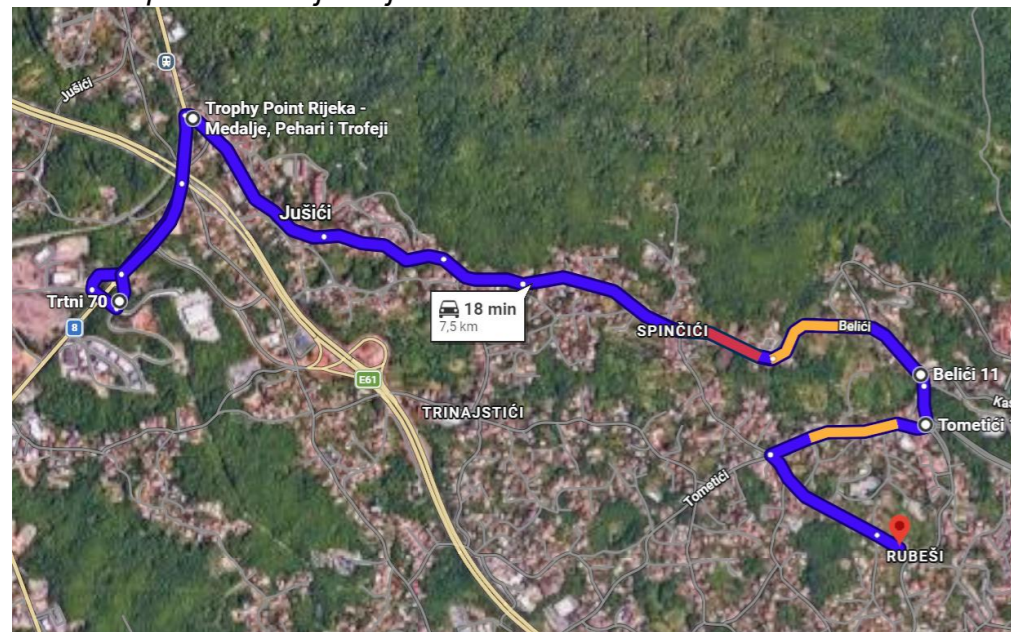 Jušići
Trophy Point Rijeka -
Medalje, Pehari i Trofeji
Jušići
Trtni 70
8
18 min
7,5 km
SPINČIĆI
Belići
E61
Belići 11
TRINAJSTIĆI
Tometići
Tometići
RUBEŠI